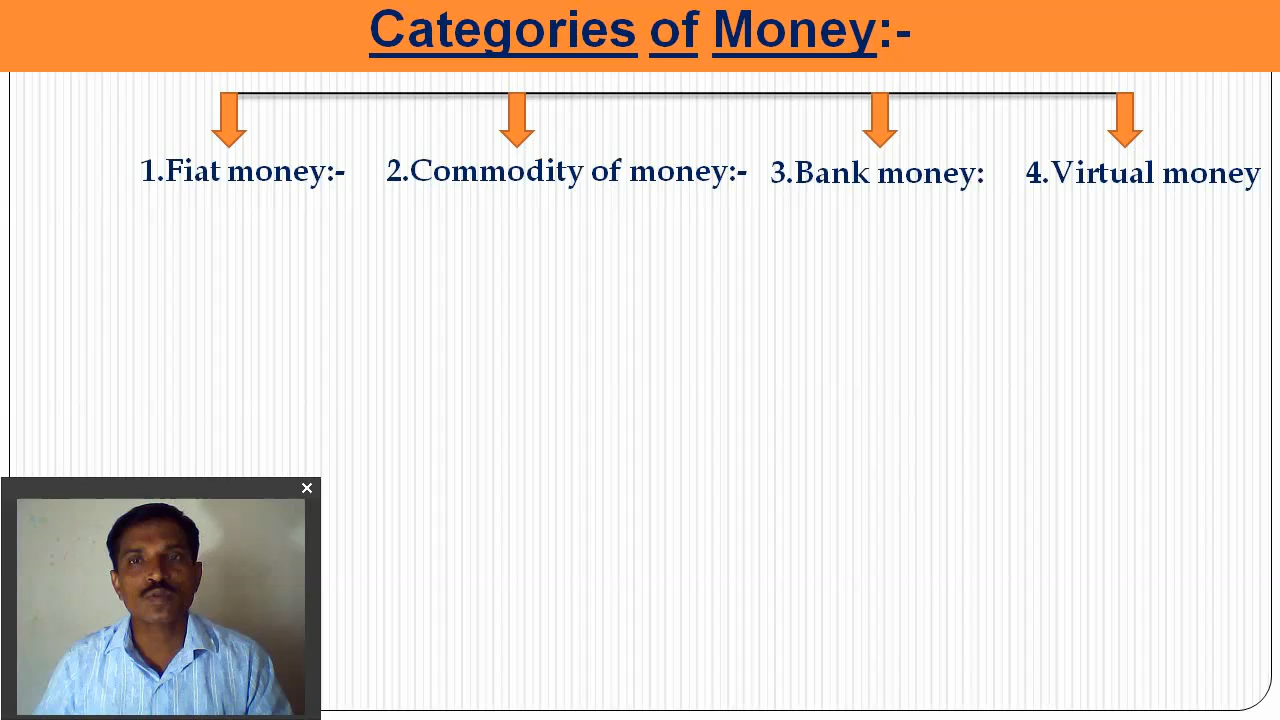 Categories of Money:-
1.Fiat money:- 2.Commodity of money:- 3.Bank money: 4.Virtual money